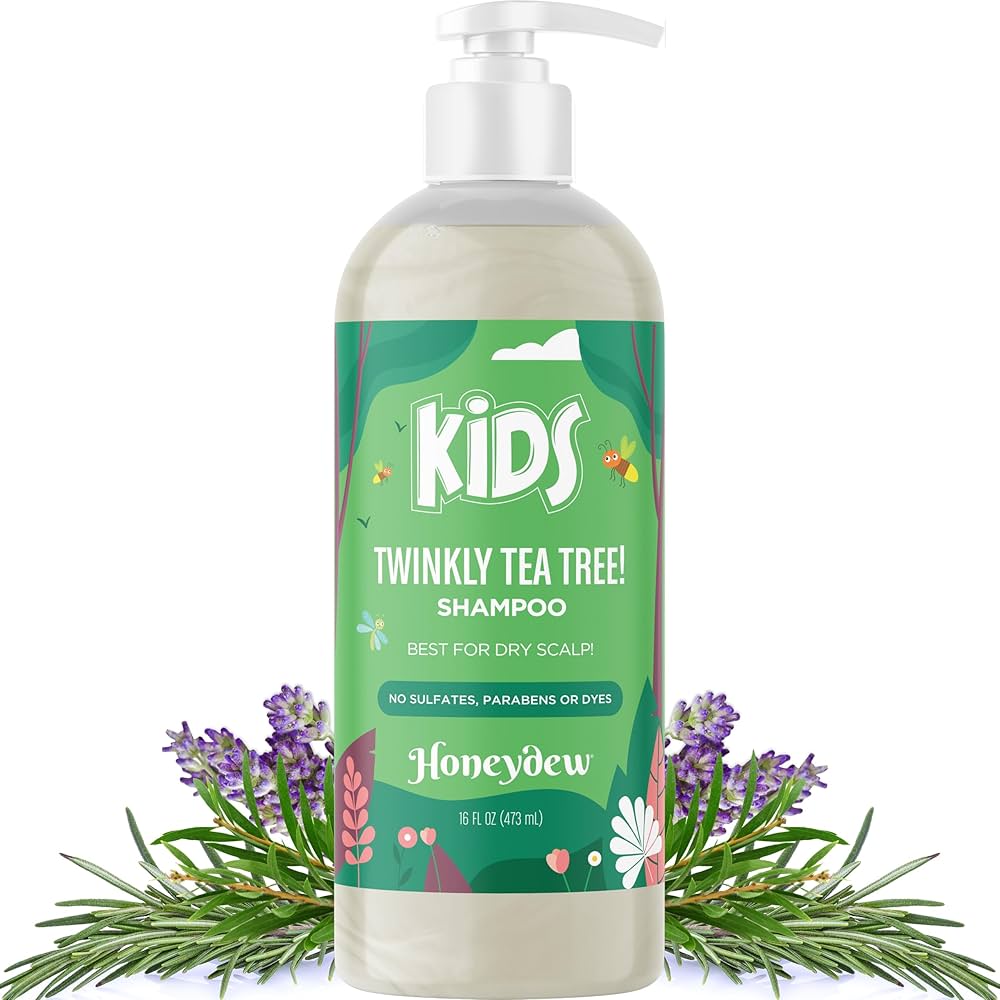 KiDS
TWINKLY TEA TREE!
SHAMPOO
BEST FOR DRY SCALP!
NO SULFATES, PARABENS OR DYES
Honeydew®
16 FL OZ (473 mL)